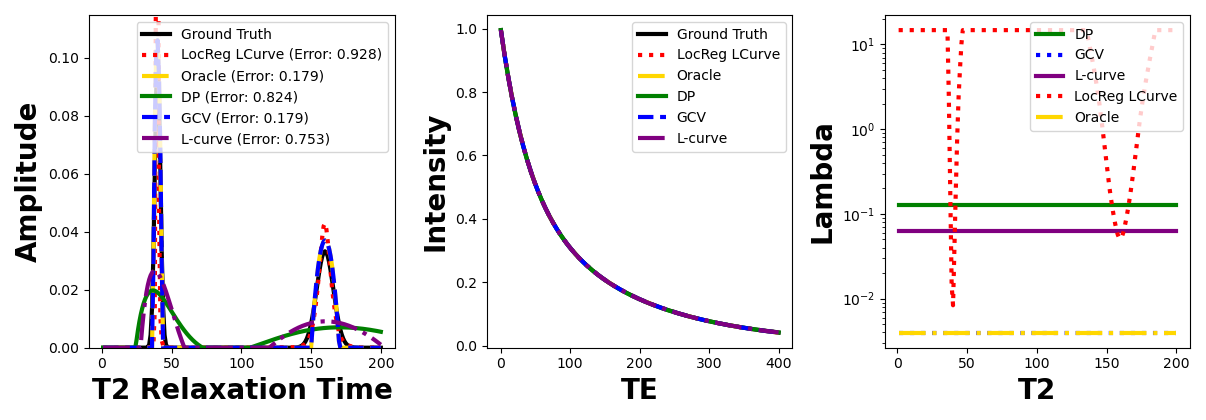 Amplitude
0.00
0.02
0.04
0.06
0.08
0.10
0
50
100
150
200
T2 Relaxation Time
Ground Truth
LocReg LCurve (Error: 0.928)
Oracle (Error: 0.179)
DP (Error: 0.824)
GCV (Error: 0.179)
L-curve (Error: 0.753)
Intensity
0.0
0.2
0.4
0.6
0.8
1.0
0
100
200
300
400
TE
Ground Truth
LocReg LCurve
Oracle
DP
GCV
L-curve
Lambda
10⁻²
10⁻¹
10⁰
10¹
0
50
100
150
200
T2
DP
GCV
L-curve
LocReg LCurve
Oracle